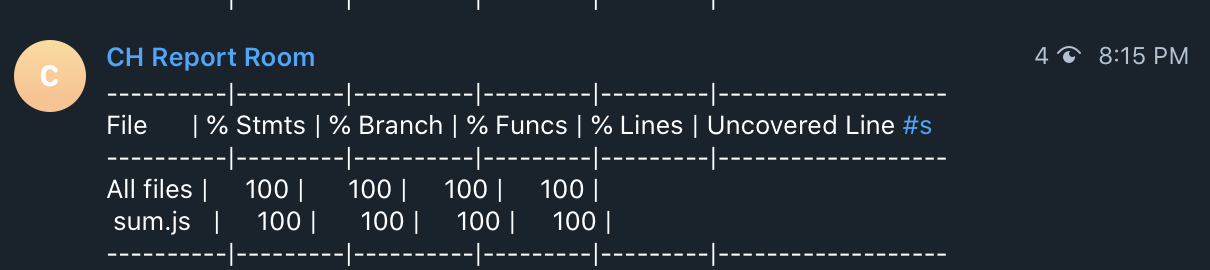 |         |          |         |         |
C
CH Report Room
4 8:15 PM
----------|---------|----------|---------|---------|-------------------
File      | % Stmts | % Branch | % Funcs | % Lines | Uncovered Line #s
----------|---------|----------|---------|---------|-------------------
All files |     100 |      100 |     100 |     100 |
 sum.js   |     100 |      100 |     100 |     100 |
----------|---------|----------|---------|---------|-------------------